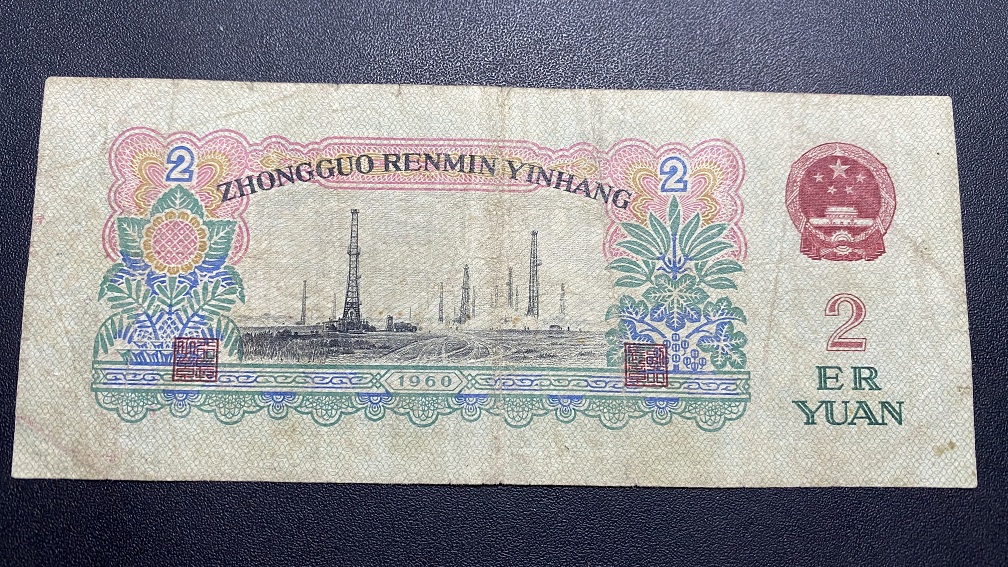 2
ZHONGGUO RENMIN YINHANG
2
1960
2
ER
YUAN